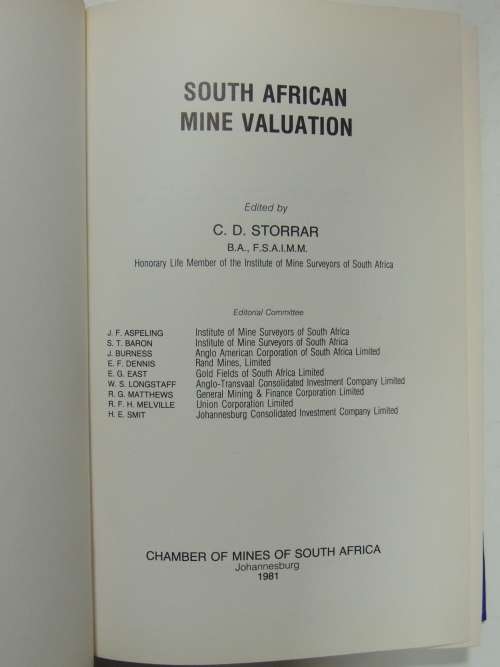 SOUTH AFRICAN
MINE VALUATION
Edited by
C. D. STORRAR
B.A., F.S.A.I.M.M.
Honorary Life Member of the Institute of Mine Surveyors of South Africa
Editorial Committee
J. F. ASPELING Institute of Mine Surveyors of South Africa
S. T. BARON Institute of Mine Surveyors of South Africa
J. BURNESS Anglo American Corporation of South Africa Limited
E. F. DENNIS Rand Mines, Limited
E. G. EAST Gold Fields of South Africa Limited
W. S. LONGSTAFF Anglo-Transvaal Consolidated Investment Company Limited
R. G. MATTHEWS General Mining & Finance Corporation Limited
R. F. H. MELVILLE Union Corporation Limited
H. E. SMIT Johannesburg Consolidated Investment Company Limited
CHAMBER OF MINES OF SOUTH AFRICA
Johannesburg
1981